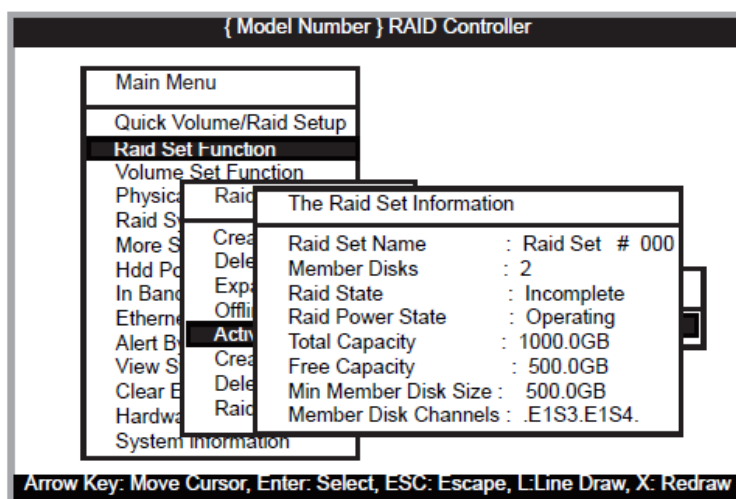 { Model Number } RAID Controller
Main Menu
Quick Volume/Raid Setup
Raid Set Function
Volume Set Function
Physica
Raid Sy
More S
Hdd Po
In Banc
Etherne
Alert By
View S
Clear E
Hardwa
System information
Raid
Crea
Dele
Expa
Offli
Activ
Crea
Dele
Raid
The Raid Set Information
Raid Set Name : Raid Set # 000
Member Disks : 2
Raid State : Incomplete
Raid Power State : Operating
Total Capacity : 1000.0GB
Free Capacity : 500.0GB
Min Member Disk Size : 500.0GB
Member Disk Channels : .E1S3.E1S4.
Arrow Key: Move Cursor, Enter: Select, ESC: Escape, L:Line Draw, X: Redraw